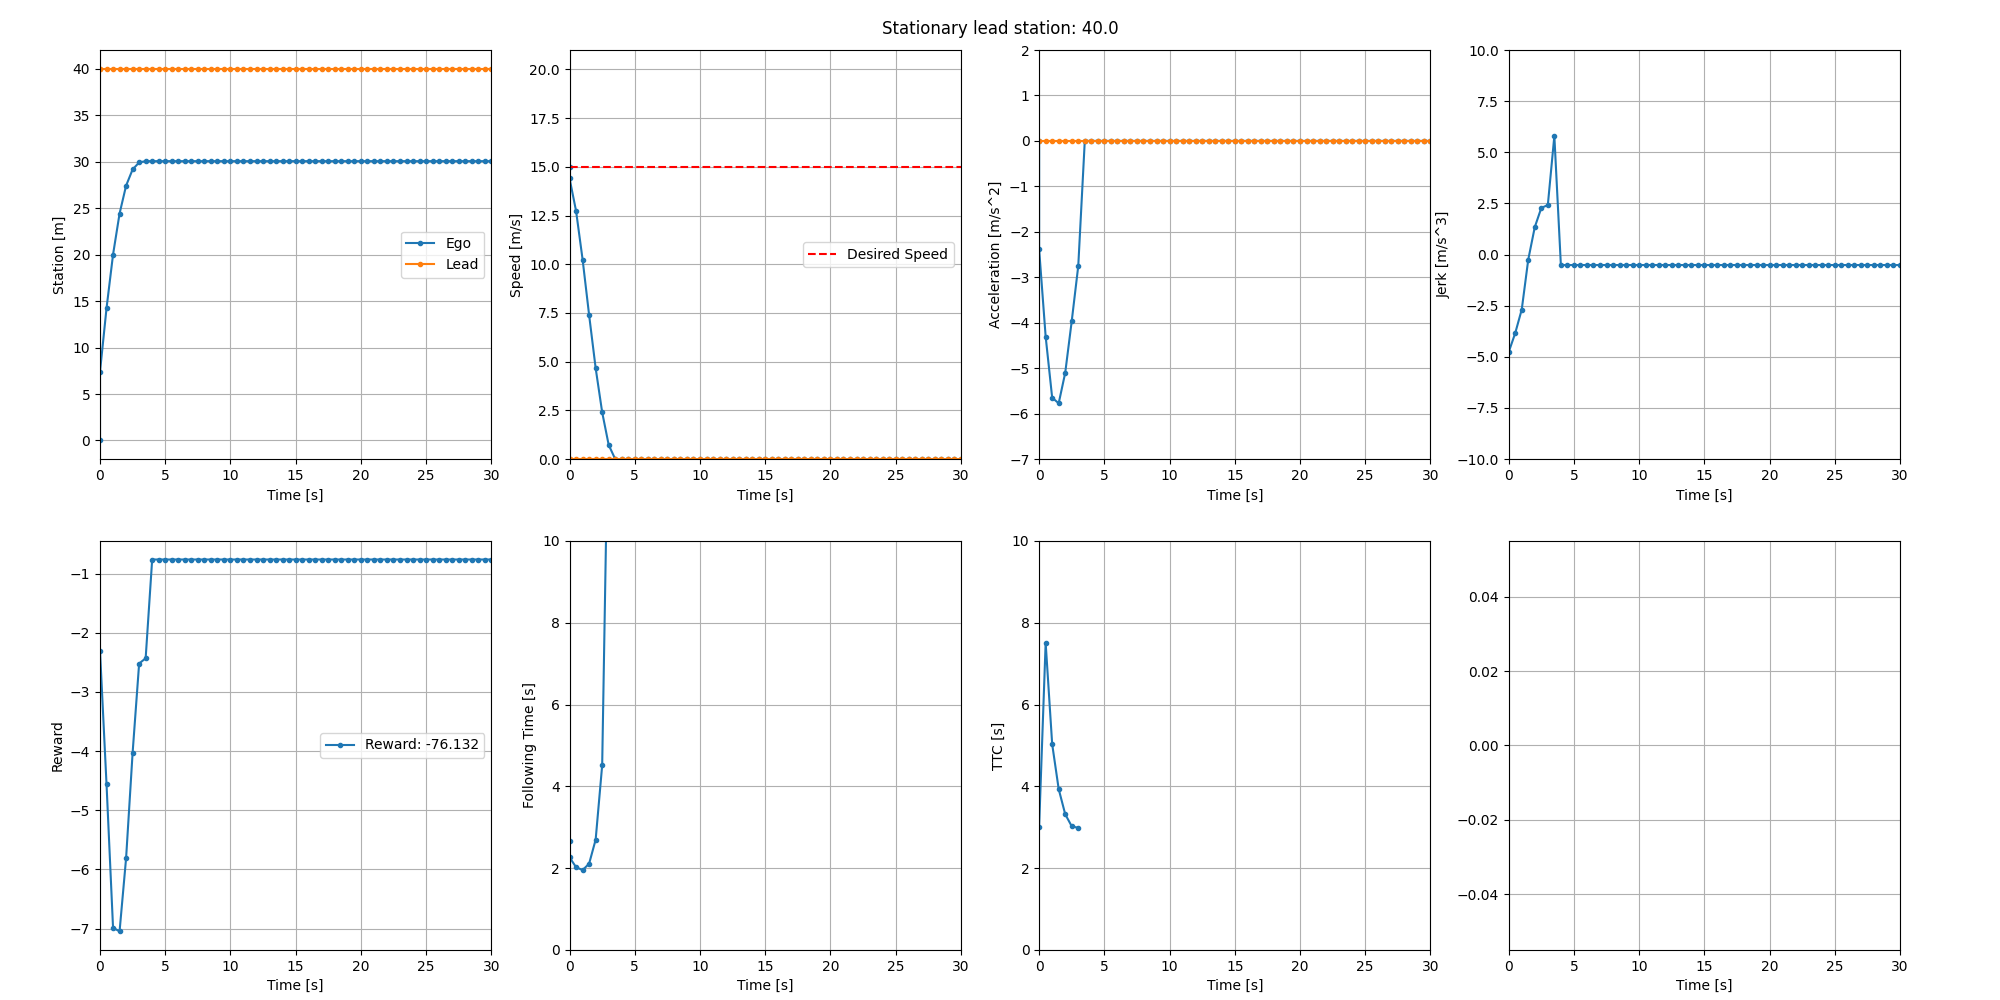 Stationary lead station: 40.0
Station [m]
40
35
30
25
20
15
10
5
0
Ego
Lead
0 5 10 15 20 25 30
Time [s]
Speed [m/s]
20.0
17.5
15.0
12.5
10.0
7.5
5.0
2.5
0.0
Desired Speed
0 5 10 15 20 25 30
Time [s]
Acceleration [m/s^2]
2
1
0
−1
−2
−3
−4
−5
−6
−7
0 5 10 15 20 25 30
Time [s]
Jerk [m/s^3]
10.0
7.5
5.0
2.5
0.0
−2.5
−5.0
−7.5
−10.0
0 5 10 15 20 25 30
Time [s]
Reward
−1
−2
−3
−4
−5
−6
−7
Reward: -76.132
0 5 10 15 20 25 30
Time [s]
Following Time [s]
10
8
6
4
2
0
0 5 10 15 20 25 30
Time [s]
TTC [s]
10
8
6
4
2
0
0 5 10 15 20 25 30
Time [s]
0.04
0.02
0.00
−0.02
−0.04
0 5 10 15 20 25 30
Time [s]